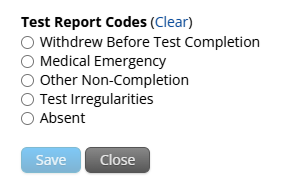 Test Report Codes (Clear)
Withdrew Before Test Completion
Medical Emergency
Other Non-Completion
Test Irregularities
Absent
Save Close